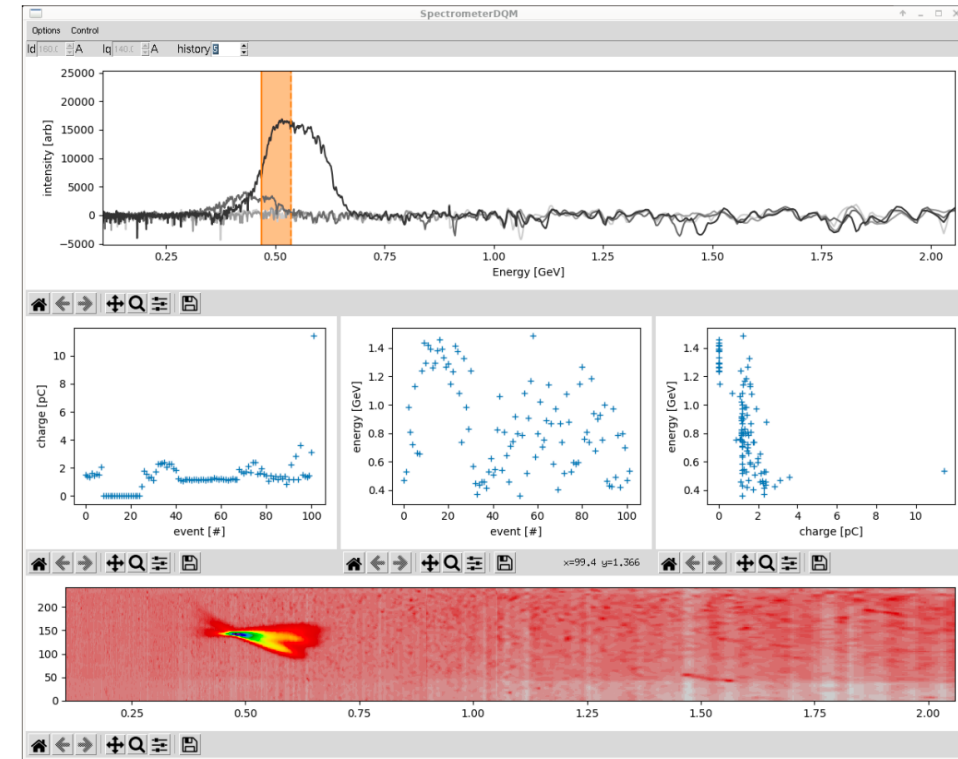 SpectrometerDQM
Options Control
Id 160.0 A Iq 140.0 A history 5
25000
20000
15000
10000
5000
0
−5000
intensity [arb]
0.25 0.50 0.75 1.00 1.25 1.50 1.75 2.00
Energy [GeV]
10
8
6
4
2
0
charge [pC]
0 20 40 60 80 100
event [#]
1.4
1.2
1.0
0.8
0.6
0.4
energy [GeV]
0 20 40 60 80 100
event [#]
1.4
1.2
1.0
0.8
0.6
0.4
energy [GeV]
0 2 4 6 8 10
charge [pC]
x=99.4 y=1.366
200
150
100
50
0
0.25 0.50 0.75 1.00 1.25 1.50 1.75 2.00